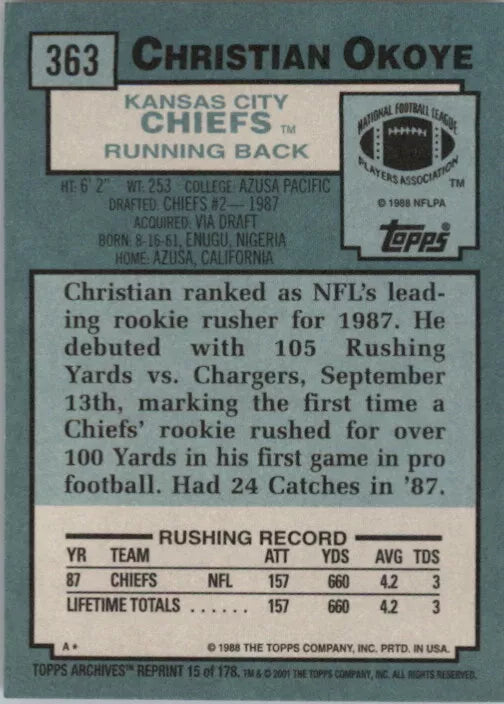 363
CHRISTIAN OKOYE
KANSAS CITY
CHIEFS TM
RUNNING BACK
NATIONAL FOOTBALL LEAGUE
PLAYERS ASSOCIATION
TM
© 1988 NFLPA
topps®
HT: 6' 2" WT: 253 COLLEGE: AZUSA PACIFIC
DRAFTED: CHIEFS #2—1987
ACQUIRED: VIA DRAFT
BORN: 8-16-61, ENUGU, NIGERIA
HOME: AZUSA, CALIFORNIA
Christian ranked as NFL's lead-
ing rookie rusher for 1987. He
debuted with 105 Rushing
Yards vs. Chargers, September
13th, marking the first time a
Chiefs' rookie rushed for over
100 Yards in his first game in pro
football. Had 24 Catches in '87.
RUSHING RECORD
YR TEAM ATT YDS AVG TDS
87 CHIEFS NFL 157 660 4.2 3
LIFETIME TOTALS . . . . . . 157 660 4.2 3
A* © 1988 THE TOPPS COMPANY, INC. PRTD. IN USA.
TOPPS ARCHIVES™ REPRINT 15 of 178. TM & © 2001 THE TOPPS COMPANY, INC. ALL RIGHTS RESERVED.